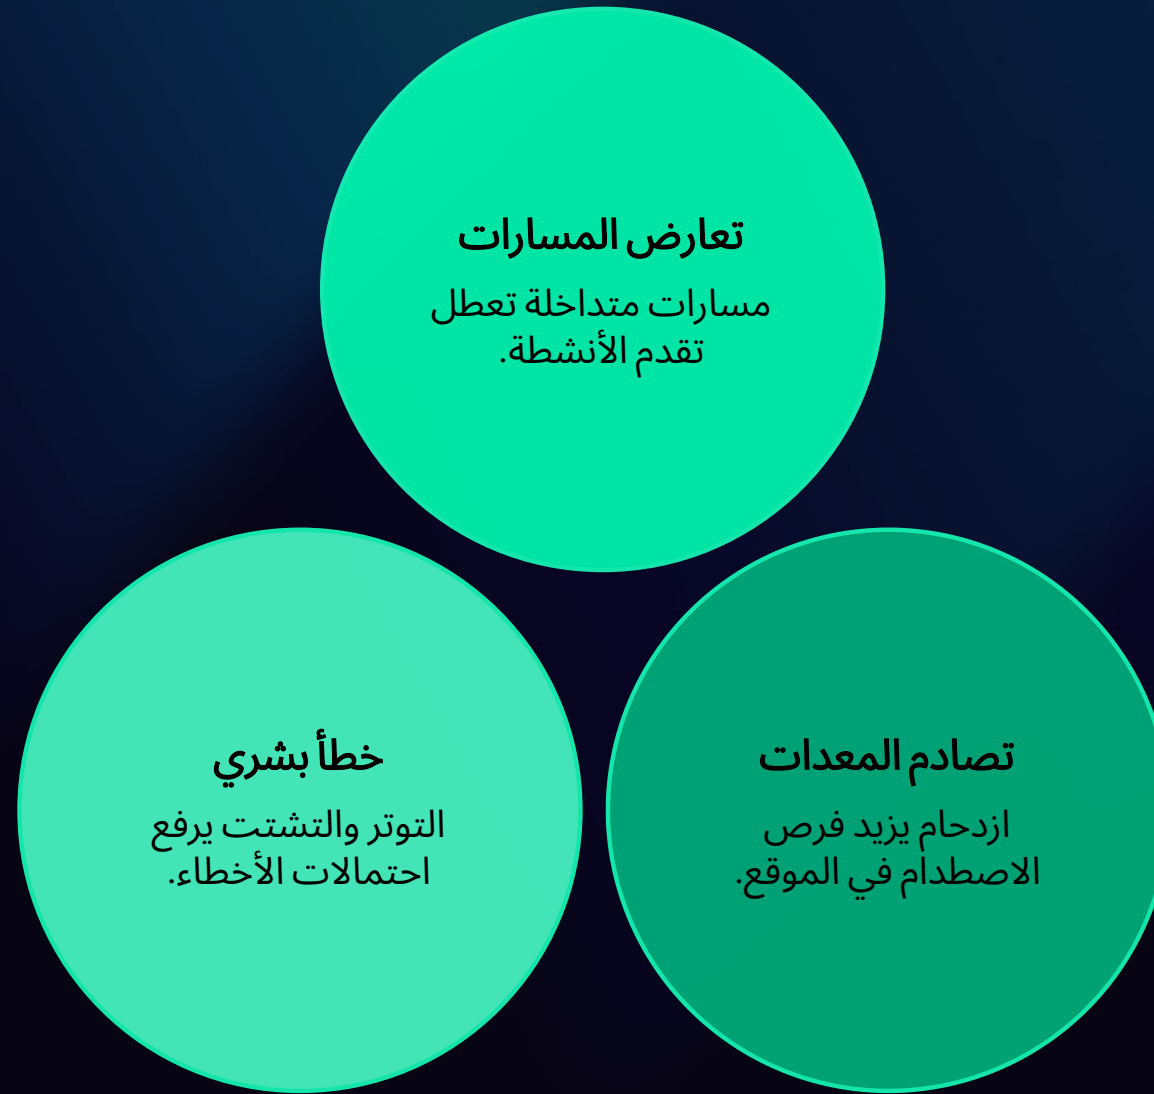 تعارض المسارات
مسارات متداخلة تعطل
تقدم الأنشطة.
تصادم المعدات
ازدحام يزيد فرص
الاصطدام في الموقع.
خطأ بشري
التوتر والتشتت يرفع
احتمالات الأخطاء.